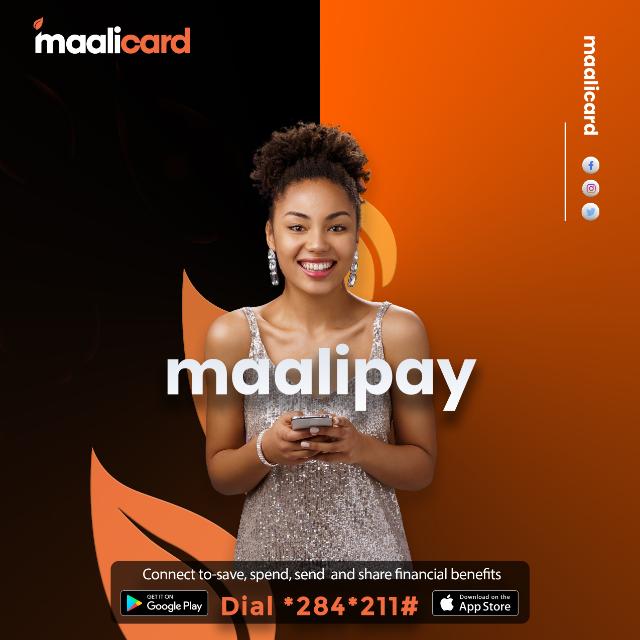 maalicard
maalicard
maalipay
Connect to-save, spend, send and share financial benefits
GET IT ON
Google Play
Dial *284*211#
Download on the
App Store